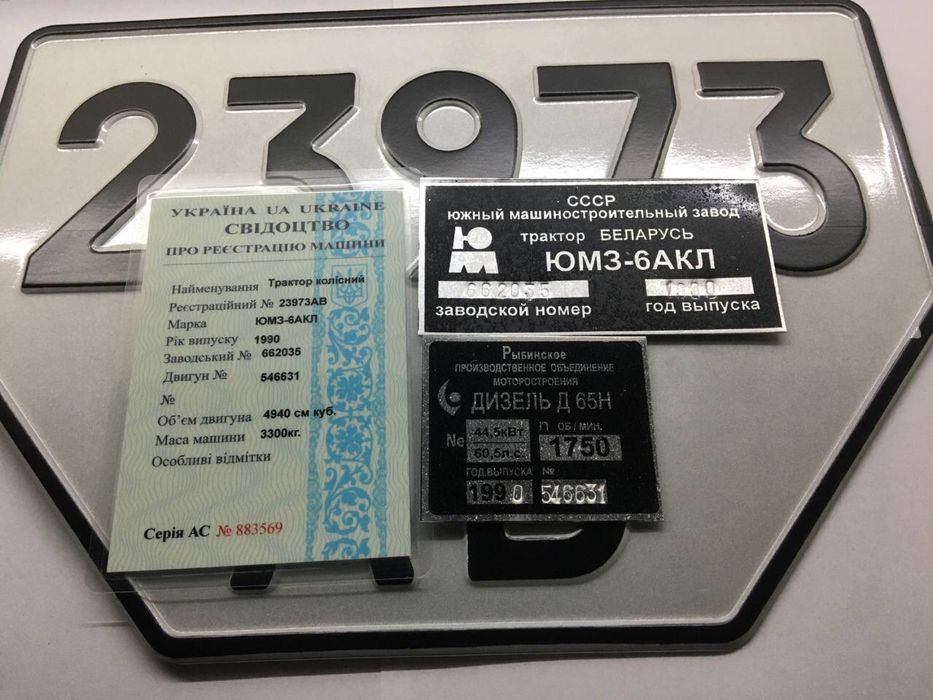 23973
УКРАЇНА UA UKRAINE
СВІДОЦТВО
ПРО РЕЄСТРАЦІЮ МАШИНИ
Найменування Трактор колісний
Реєстраційний № 23973АВ
Марка ЮМЗ-6АКЛ
Рік випуску 1990
Заводський № 662035
Двигун № 546631
№
Об'єм двигуна 4940 см куб.
Маса машини 3300кг.
Особливі відмітки
Серія АС № 883569
СССР
южный машиностроительный завод
трактор БЕЛАРУСЬ
ЮМЗ-6АКЛ
662035 1990
заводской номер год выпуска
Рыбинское
ПРОИЗВОДСТВЕННОЕ ОБЪЕДИНЕНИЕ
МОТОРОСТРОЕНИЯ
ДИЗЕЛЬ Д 65Н
№ 44,5кВт
60,5л.с.
П ОБ/МИН.
1750
ГОД.ВЫПУСКА №
1990 546631